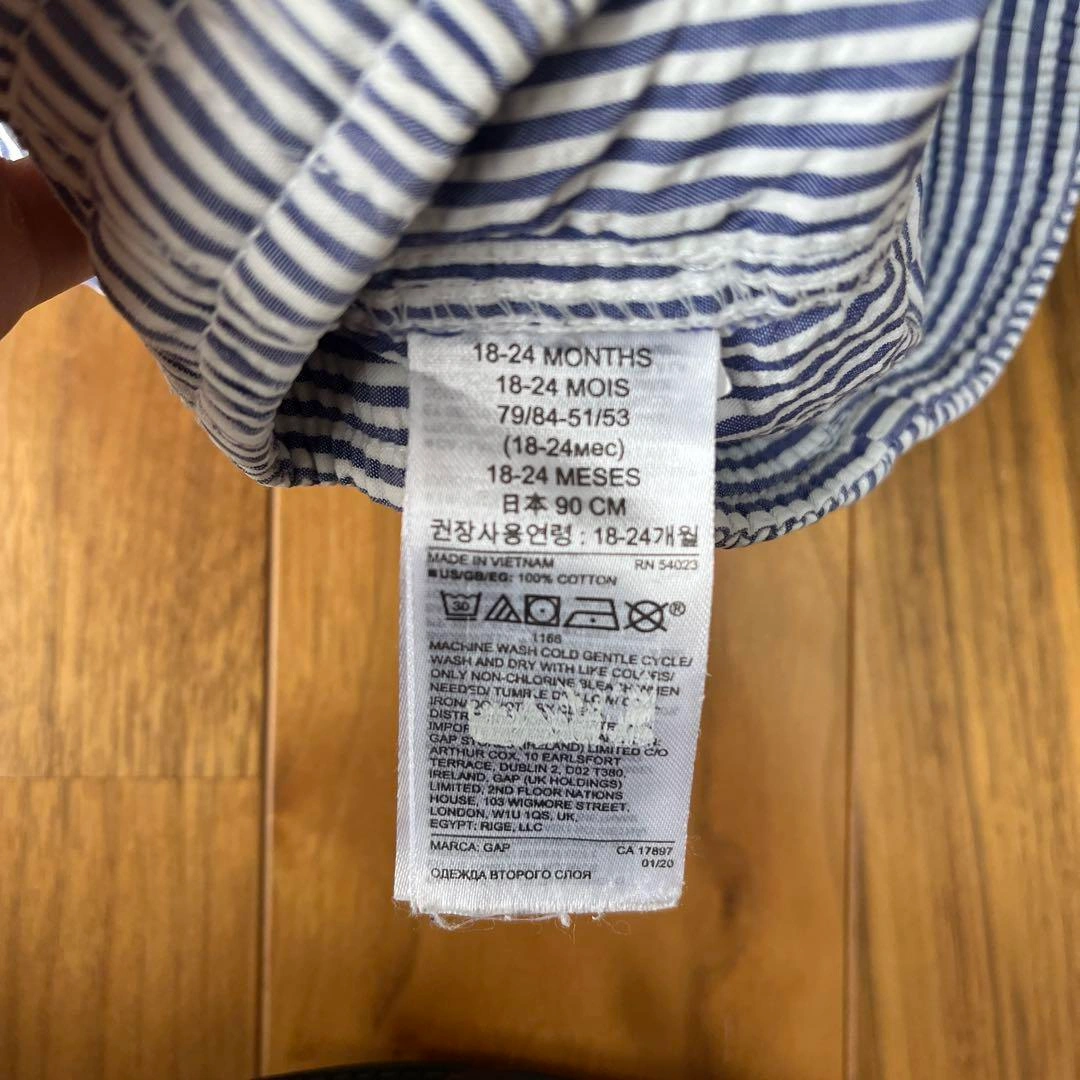 18-24 MONTHS
18-24 MOIS
79/84-51/53
(18-24мес)
18-24 MESES
日本 90 CM
권장사용연령 : 18-24개월
MADE IN VIETNAM RN 54023
US/GB/EG: 100% COTTON
30 ®
1166
MACHINE WASH COLD GENTLE CYCLE/
WASH AND DRY WITH LIKE COLORS/
ONLY NON-CHLORINE BLEACH WHEN
NEEDED/ TUMBLE
IRON/
GAP (IRELAND) LIMITED C/O
ARTHUR COX, 10 EARLSFORT
TERRACE, DUBLIN 2, D02 T380,
IRELAND, GAP (UK HOLDINGS)
LIMITED, 2ND FLOOR NATIONS
HOUSE, 103 WIGMORE STREET,
LONDON, W1U 1QS, UK,
EGYPT: RIGE, LLC
MARCA: GAP CA 17897
01/20
ОДЕЖДА ВТОРОГО СЛОЯ